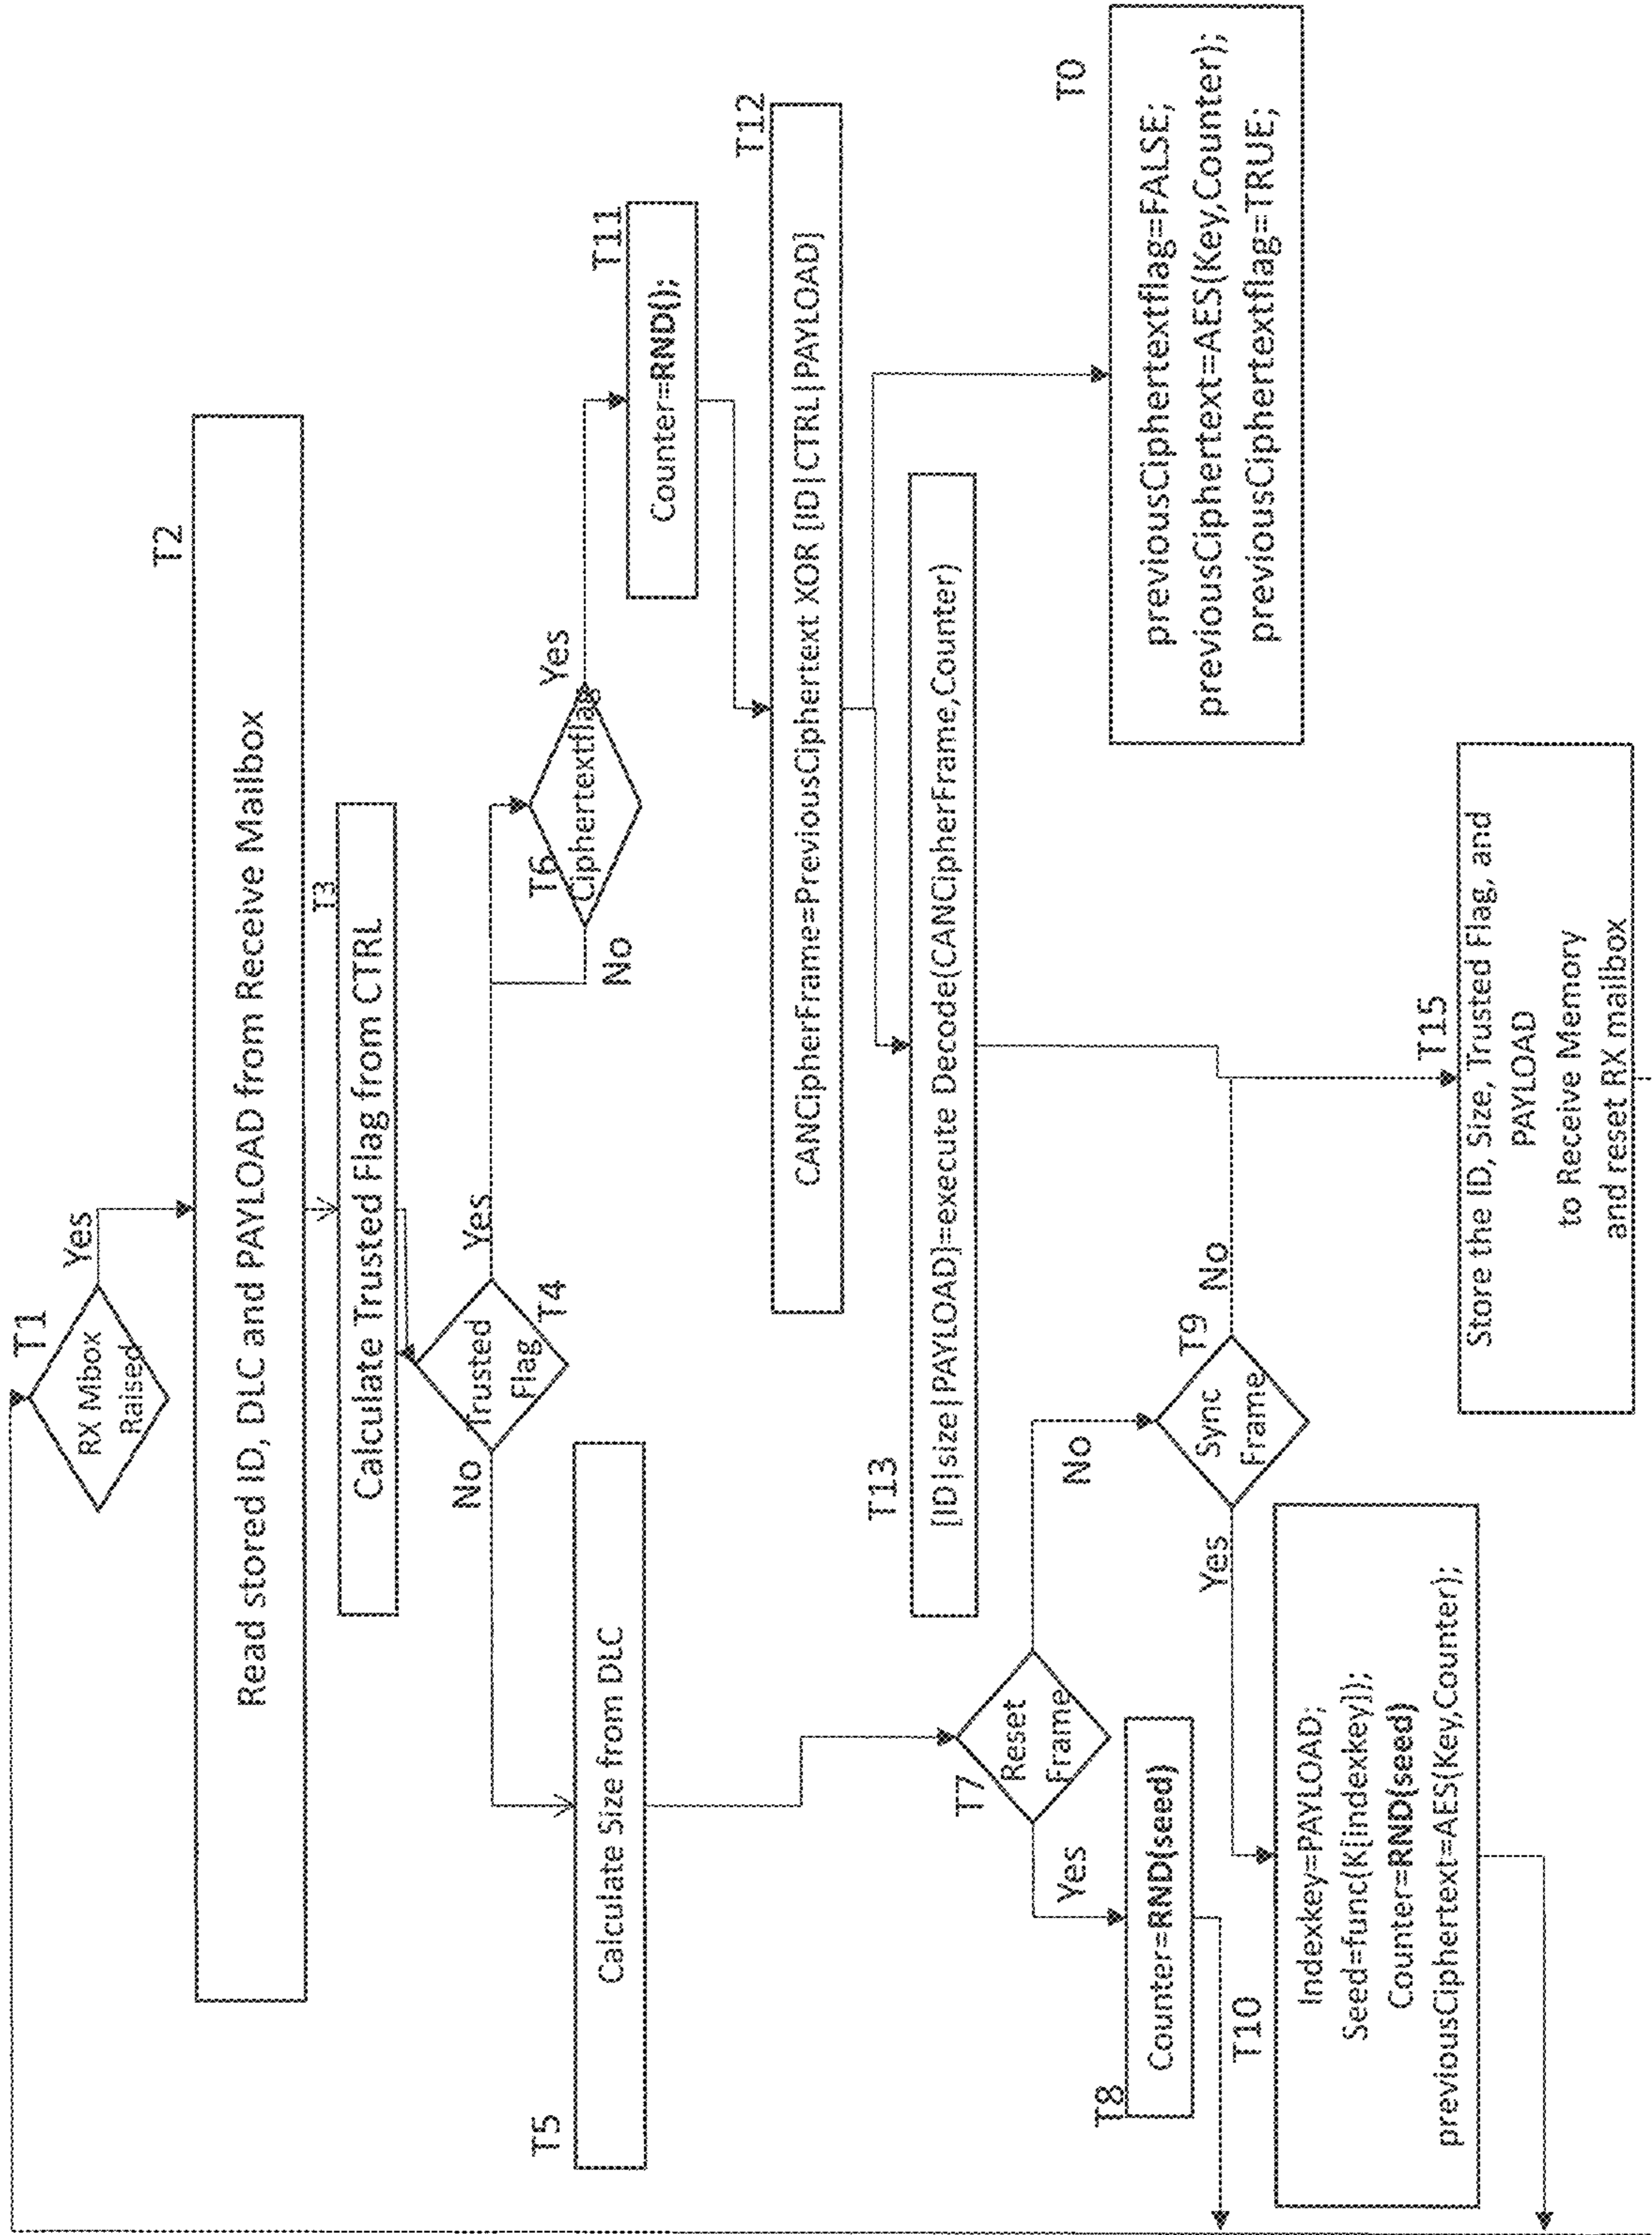 T1
RX Mbox
Raised
Yes
T2
Read stored ID, DLC and PAYLOAD from Receive Mailbox
T3
Calculate Trusted Flag from CTRL
Trusted
Flag
T4
No
Yes
T5
Calculate Size from DLC
T6
Ciphertextflag
Yes
No
T11
Counter=RND();
T12
CANCipherFrame=PreviousCiphertext XOR [ID|CTRL|PAYLOAD]
T13
[ID|size|PAYLOAD]=execute Decode(CANCipherFrame,Counter)
T0
previousCiphertextflag=FALSE;
previousCiphertext=AES(Key,Counter);
previousCiphertextflag=TRUE;
T7
Reset
Frame
Yes
No
T8
Counter=RND(seed)
T9
Sync
Frame
Yes
No
T10
Indexkey=PAYLOAD;
Seed=func(K[indexkey]);
Counter=RND(seed)
previousCiphertext=AES(Key,Counter);
T15
Store the ID, Size, Trusted Flag, and
PAYLOAD
to Receive Memory
and reset RX mailbox